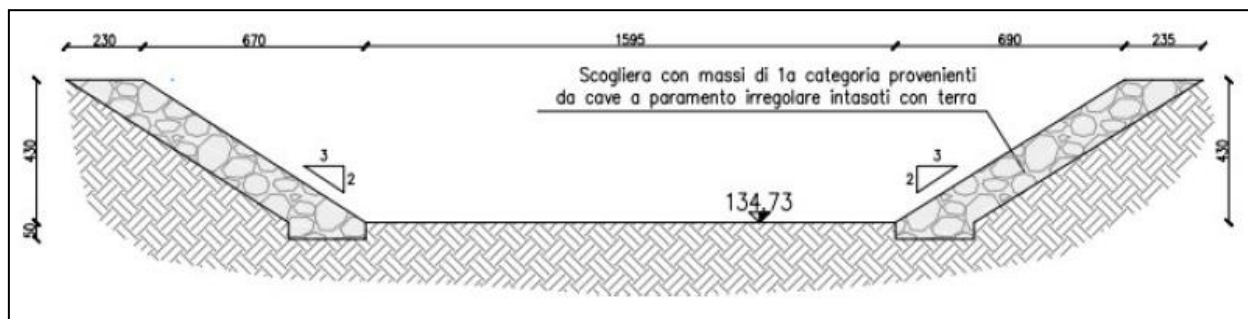 230 670 1595 690 235
Scogliera con massi di 1a categoria provenienti
da cave a paramento irregolare intasati con terra
430 430
3 3
2 2
134,73
50